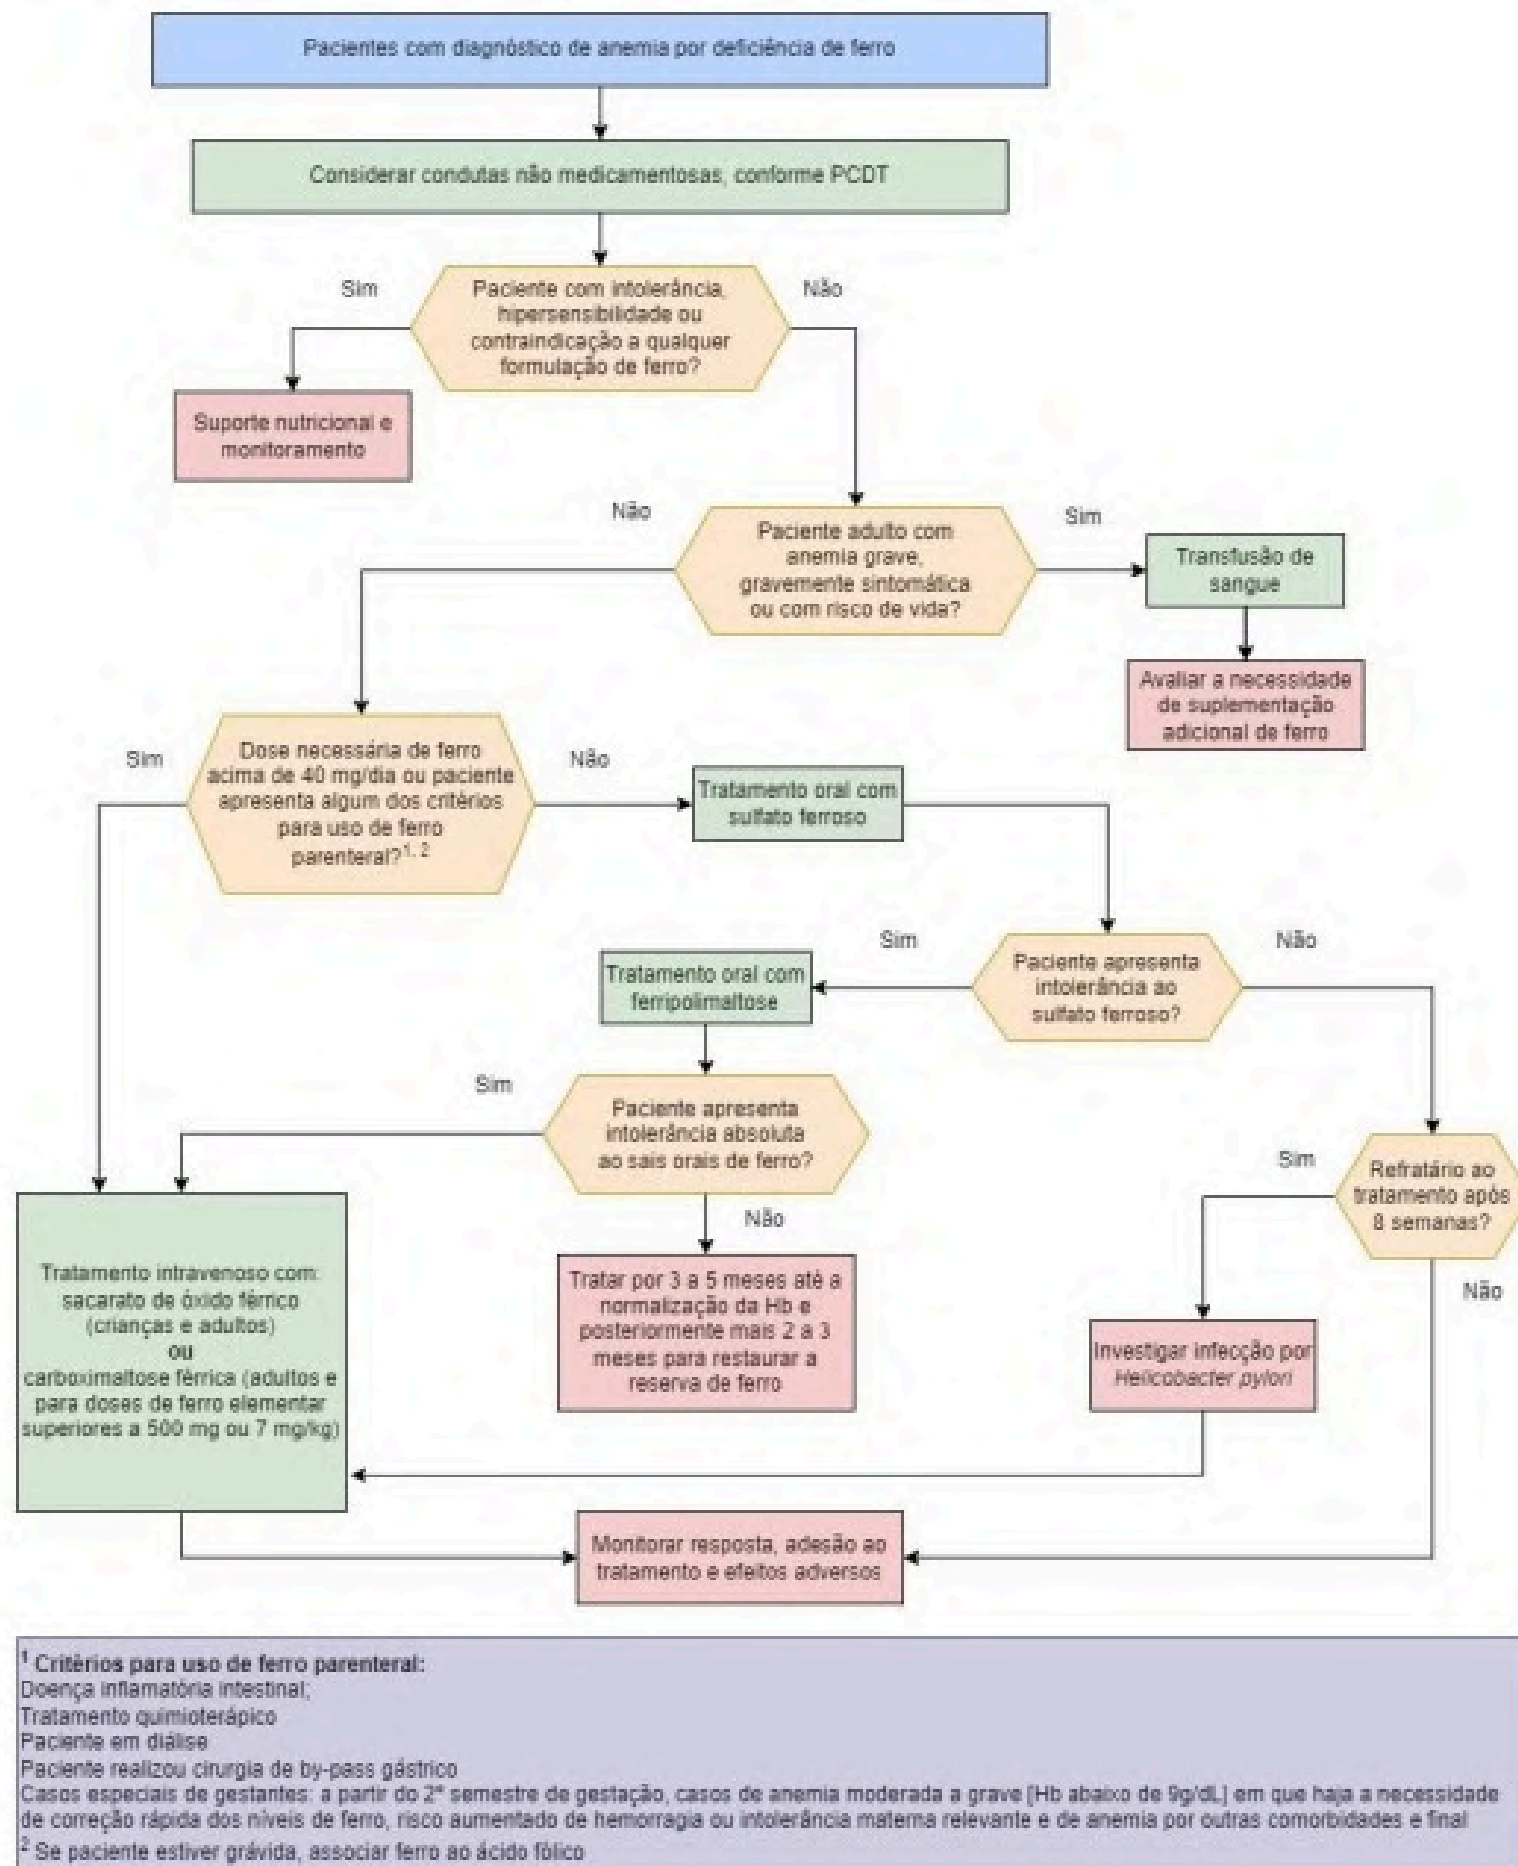 Pacientes com diagnóstico de anemia por deficiência de ferro
Considerar condutas não medicamentosas, conforme PCDT
Sim
Paciente com intolerância,
hipersensibilidade ou
contraindicação a qualquer
formulação de ferro?
Não
Suporte nutricional e
monitoramento
Não
Paciente adulto com
anemia grave,
gravemente sintomática
ou com risco de vida?
Sim
Transfusão de
sangue
Avaliar a necessidade
de suplementação
adicional de ferro
Sim
Dose necessária de ferro
acima de 40 mg/dia ou paciente
apresenta algum dos critérios
para uso de ferro
parenteral?1, 2
Não
Tratamento oral com
sulfato ferroso
Sim
Paciente apresenta
intolerância ao
sulfato ferroso?
Não
Tratamento oral com
ferripolimaltose
Sim
Paciente apresenta
intolerância absoluta
ao sais orais de ferro?
Não
Sim
Refratário ao
tratamento após
8 semanas?
Não
Tratamento intravenoso com:
sacarato de óxido férrico
(crianças e adultos)
ou
carboximaltose férrica (adultos e
para doses de ferro elementar
superiores a 500 mg ou 7 mg/kg)
Tratar por 3 a 5 meses até a
normalização da Hb e
posteriormente mais 2 a 3
meses para restaurar a
reserva de ferro
Investigar infecção por
Helicobacter pylori
Monitorar resposta, adesão ao
tratamento e efeitos adversos
1 Critérios para uso de ferro parenteral:
Doença inflamatória intestinal;
Tratamento quimioterápico
Paciente em diálise
Paciente realizou cirurgia de by-pass gástrico
Casos especiais de gestantes: a partir do 2º semestre de gestação, casos de anemia moderada a grave [Hb abaixo de 9g/dL] em que haja a necessidade
de correção rápida dos níveis de ferro, risco aumentado de hemorragia ou intolerância materna relevante e de anemia por outras comorbidades e final
2 Se paciente estiver grávida, associar ferro ao ácido fólico